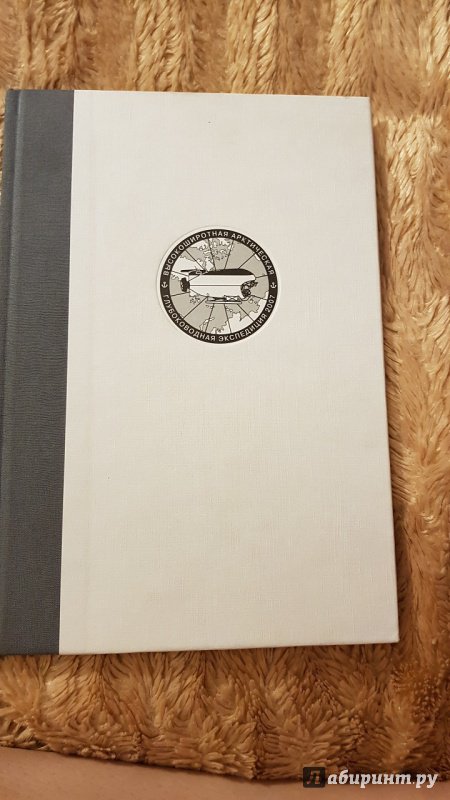 ВЫСОКОШИРОТНАЯ АРКТИЧЕСКАЯ
ГЛУБОКОВОДНАЯ ЭКСПЕДИЦИЯ 2007
Лабиринт.ру